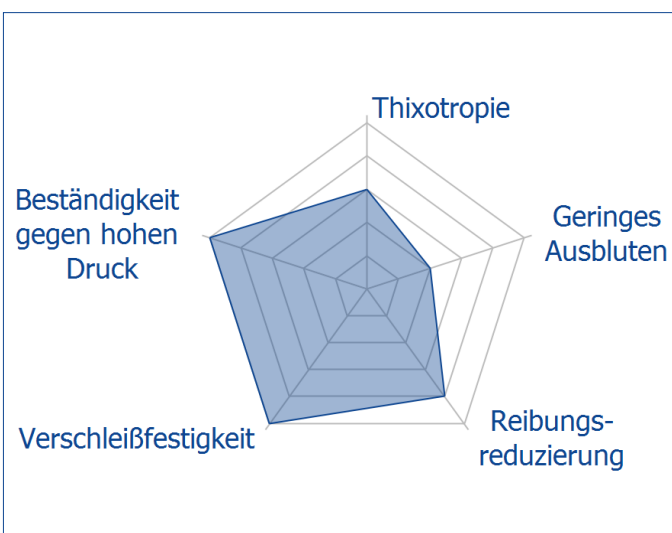 Thixotropie
Beständigkeit
gegen hohen
Druck
Geringes
Ausbluten
Verschleißfestigkeit
Reibungs-
reduzierung